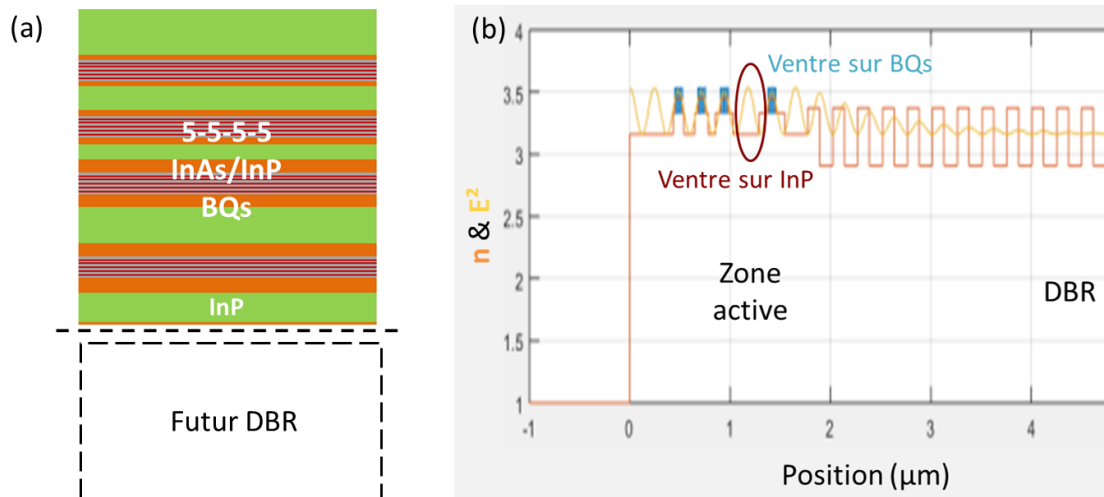 (a)
5-5-5-5
InAs/InP
BQs
InP
Futur DBR
(b)
n & E²
4
3.5
3
2.5
2
1.5
1
Ventre sur BQs
Ventre sur InP
Zone
active
DBR
-1
0
1
2
3
4
Position (µm)